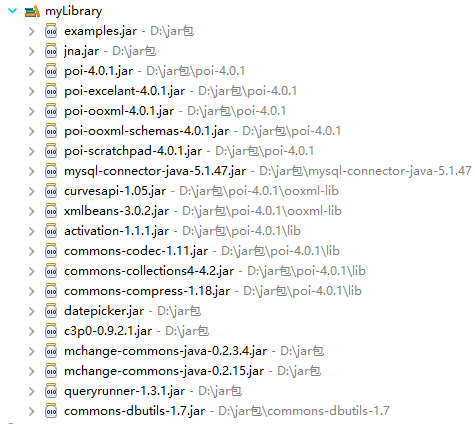 myLibrary
examples.jar - D:\jar包
jna.jar - D:\jar包
poi-4.0.1.jar - D:\jar包\poi-4.0.1
poi-excelant-4.0.1.jar - D:\jar包\poi-4.0.1
poi-ooxml-4.0.1.jar - D:\jar包\poi-4.0.1
poi-ooxml-schemas-4.0.1.jar - D:\jar包\poi-4.0.1
poi-scratchpad-4.0.1.jar - D:\jar包\poi-4.0.1
mysql-connector-java-5.1.47.jar - D:\jar包\mysql-connector-java-5.1.47
curvesapi-1.05.jar - D:\jar包\poi-4.0.1\ooxml-lib
xmlbeans-3.0.2.jar - D:\jar包\poi-4.0.1\ooxml-lib
activation-1.1.1.jar - D:\jar包\poi-4.0.1\lib
commons-codec-1.11.jar - D:\jar包\poi-4.0.1\lib
commons-collections4-4.2.jar - D:\jar包\poi-4.0.1\lib
commons-compress-1.18.jar - D:\jar包\poi-4.0.1\lib
datepicker.jar - D:\jar包
c3p0-0.9.2.1.jar - D:\jar包
mchange-commons-java-0.2.3.4.jar - D:\jar包
mchange-commons-java-0.2.15.jar - D:\jar包
queryrunner-1.3.1.jar - D:\jar包
commons-dbutils-1.7.jar - D:\jar包\commons-dbutils-1.7